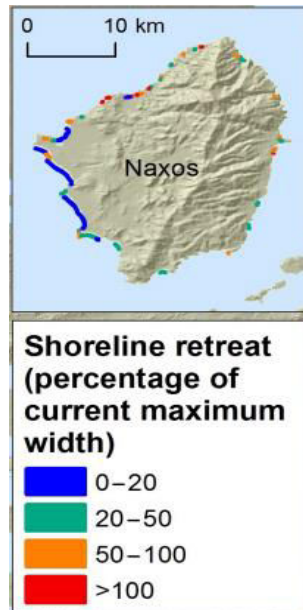 0 10 km
Naxos
Shoreline retreat
(percentage of
current maximum
width)
0–20
20–50
50–100
>100